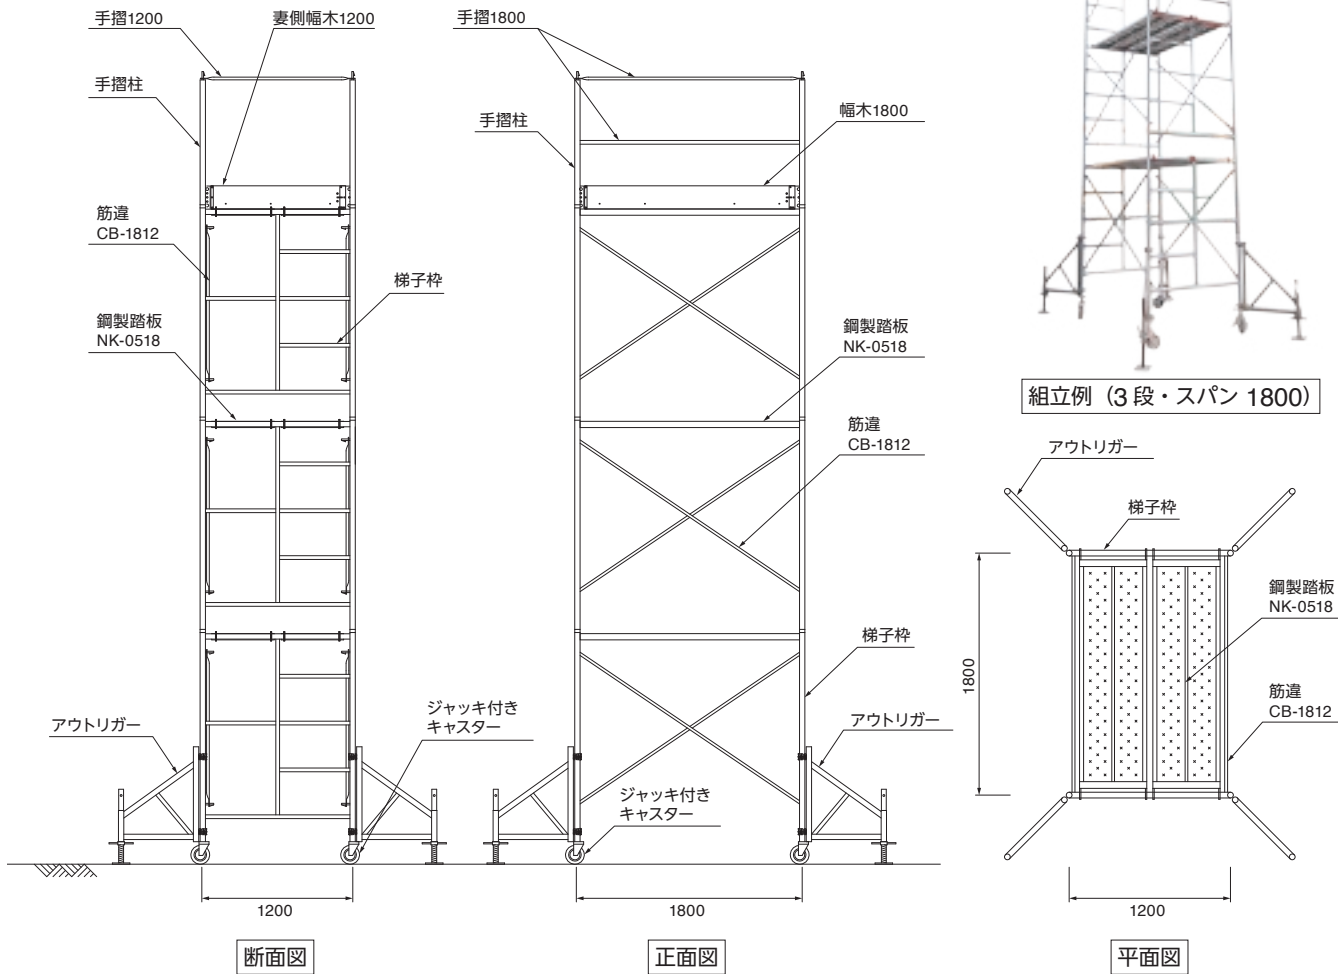 手摺1200
妻側幅木1200
手摺柱
筋違
CB-1812
梯子枠
鋼製踏板
NK-0518
アウトリガー
ジャッキ付き
キャスター
1200
断面図
手摺1800
手摺柱
幅木1800
鋼製踏板
NK-0518
筋違
CB-1812
梯子枠
アウトリガー
ジャッキ付き
キャスター
1800
正面図
組立例（3段・スパン 1800）
アウトリガー
梯子枠
鋼製踏板
NK-0518
筋違
CB-1812
1800
1200
平面図